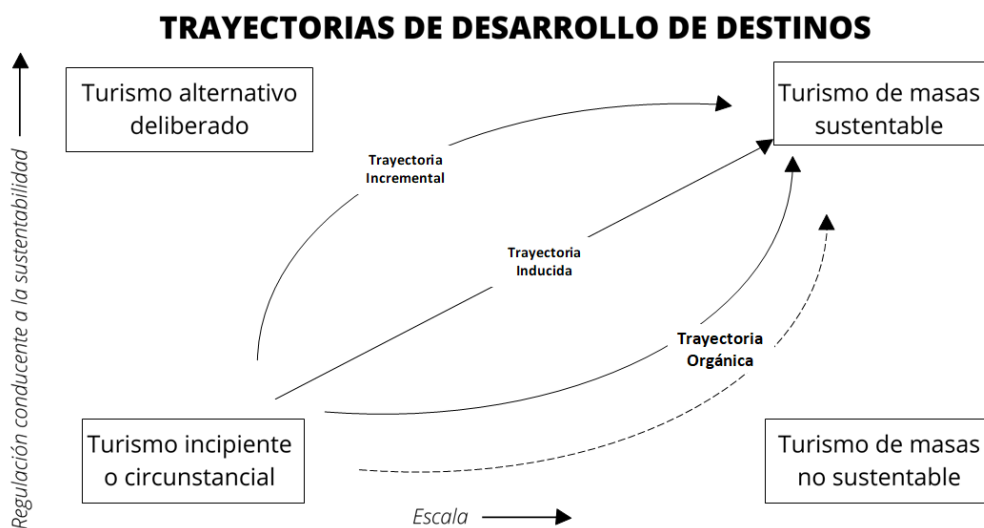 TRAYECTORIAS DE DESARROLLO DE DESTINOS
Regulación conducente a la sustentabilidad
Turismo alternativo
deliberado
Turismo de masas
sustentable
Trayectoria
Incremental
Trayectoria
Inducida
Trayectoria
Orgánica
Turismo incipiente
o circunstancial
Turismo de masas
no sustentable
Escala